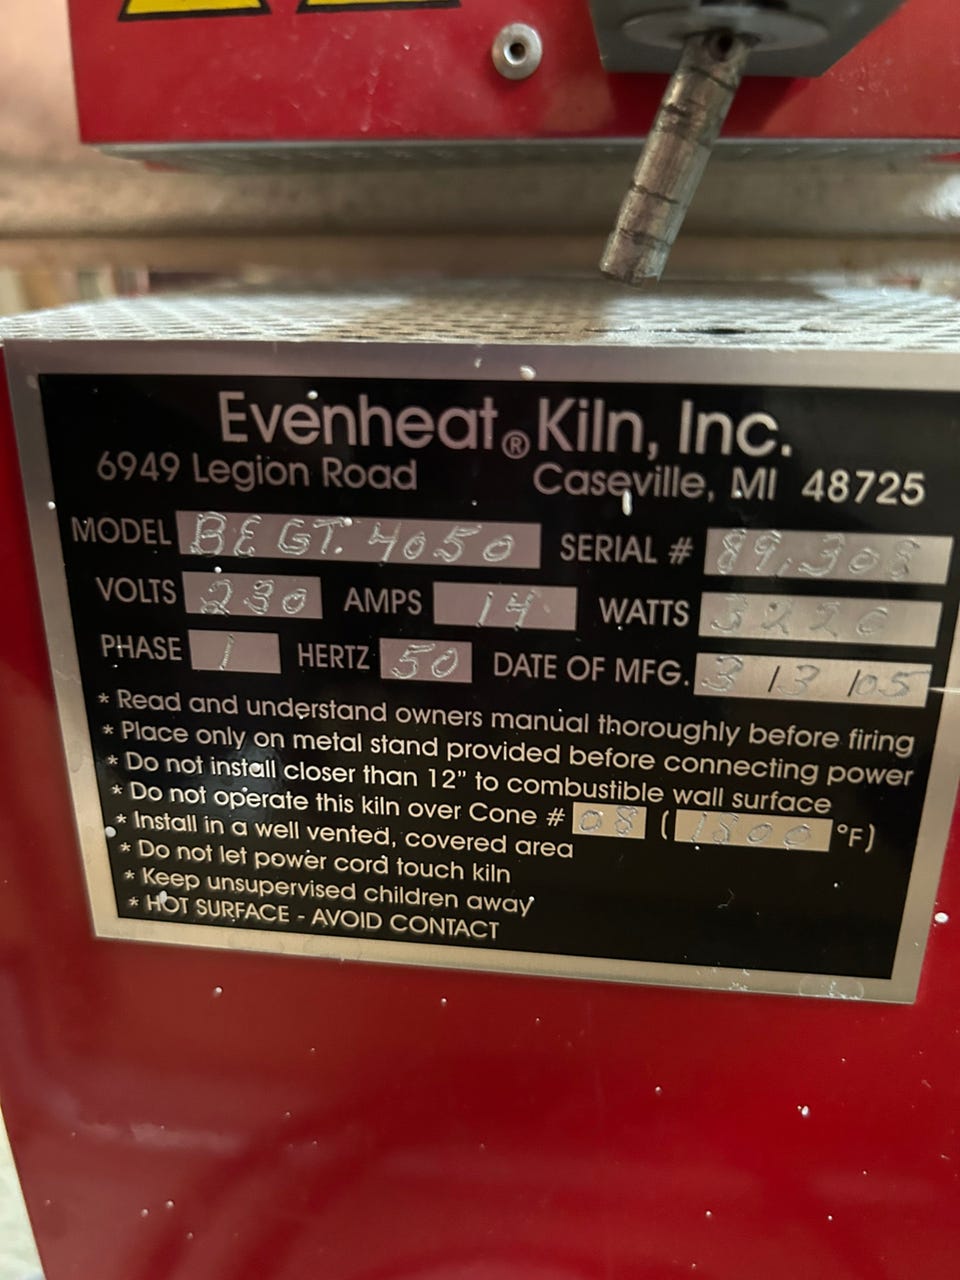 Evenheat® Kiln, Inc.
6949 Legion Road Caseville, MI 48725
MODEL BEGT. 4050 SERIAL # 89,308
VOLTS 230 AMPS 14 WATTS 3220
PHASE 1 HERTZ 50 DATE OF MFG. 3/13/05
* Read and understand owners manual thoroughly before firing
* Place only on metal stand provided before connecting power
* Do not install closer than 12" to combustible wall surface
* Do not operate this kiln over Cone # 08 (1800 °F)
* Install in a well vented, covered area
* Do not let power cord touch kiln
* Keep unsupervised children away
* HOT SURFACE - AVOID CONTACT